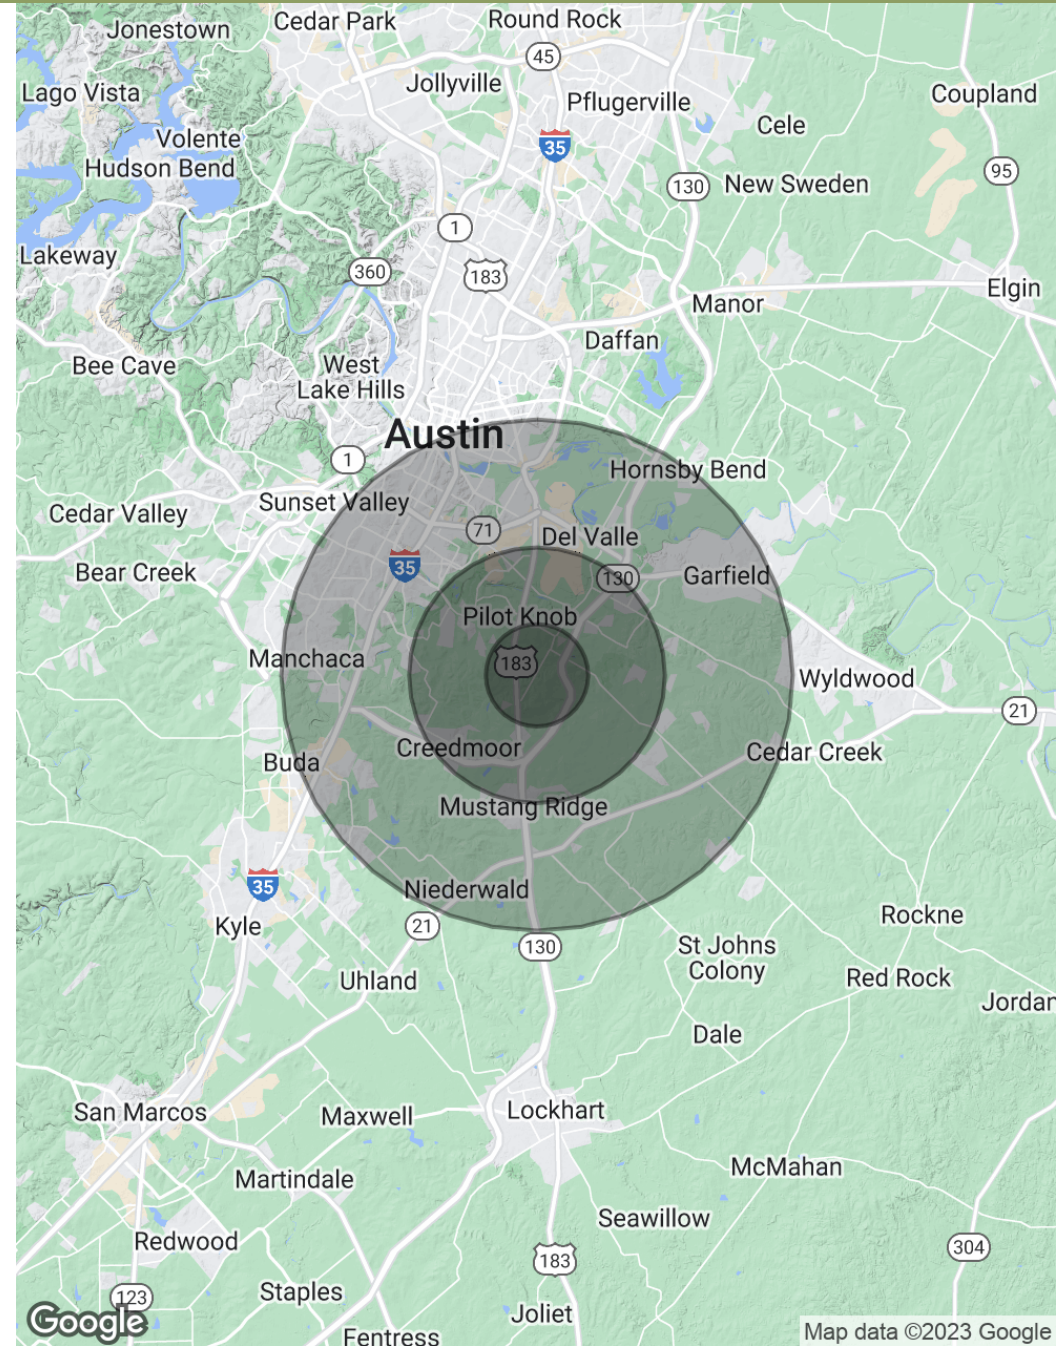 Cedar Park
Round Rock
Jonestown
45
Jollyville
Lago Vista
Pflugerville
Coupland
Cele
Volente
35
Hudson Bend
95
130
New Sweden
1
Lakeway
360
183
Elgin
Manor
Daffan
Bee Cave
West
Lake Hills
Austin
1
Hornsby Bend
Sunset Valley
Cedar Valley
71
Del Valle
35
Bear Creek
130
Garfield
Pilot Knob
Manchaca
183
Wyldwood
21
Creedmoor
Cedar Creek
Buda
Mustang Ridge
35
Niederwald
Rockne
Kyle
21
130
St Johns
Colony
Red Rock
Uhland
Jordan
Dale
San Marcos
Maxwell
Lockhart
McMahan
Martindale
Seawillow
Redwood
304
183
Staples
123
Joliet
Google
Fentress
Map data ©2023 Google